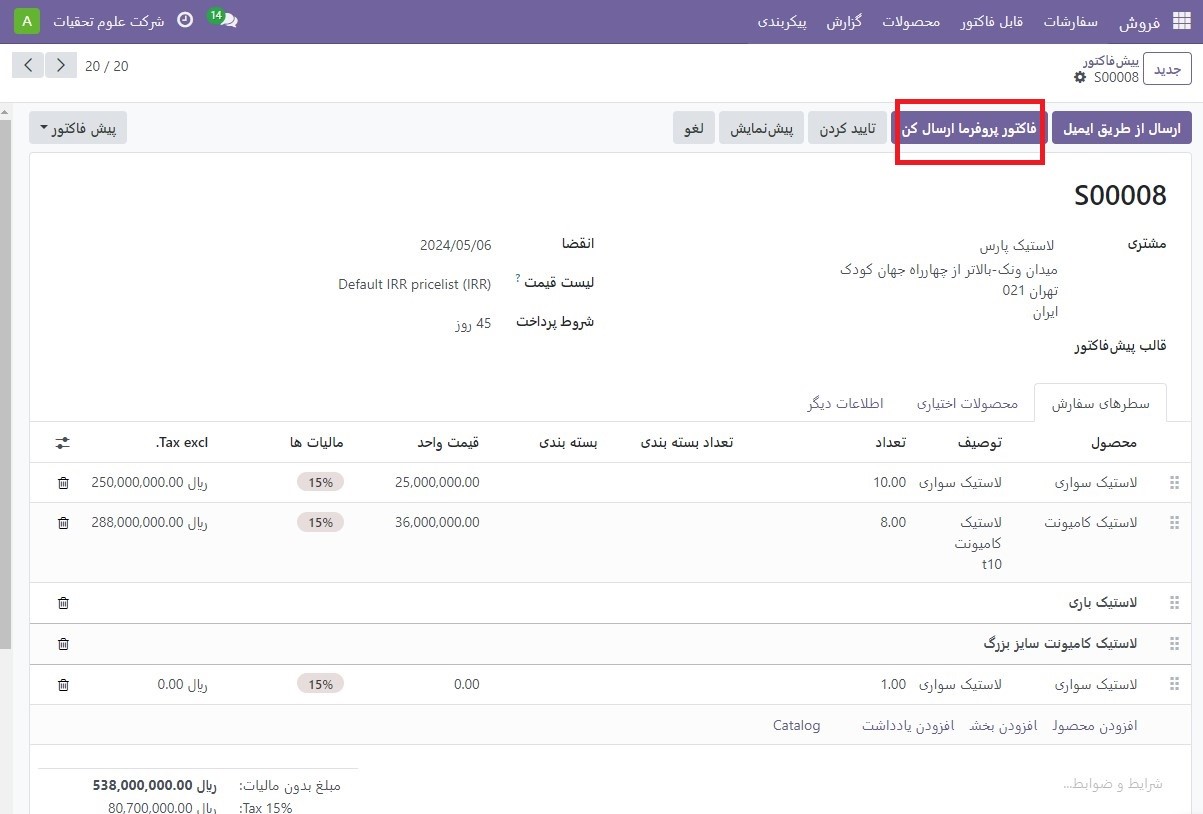 فروش سفارشات قابل فاکتور محصولات گزارش پیکربندی 14 شرکت علوم تحقیات A
جدید پیش‌فاکتور 20 / 20
S00008
ارسال از طریق ایمیل فاکتور پروفرما ارسال کن تایید کردن پیش‌نمایش لغو پیش فاکتور
S00008
مشتری لاستیک پارس انقضا 2024/05/06
میدان ونک-بالاتر از چهارراه جهان کودک لیست قیمت ? Default IRR pricelist (IRR)
تهران 021
ایران شروط پرداخت 45 روز
قالب پیش‌فاکتور
سطرهای سفارش محصولات اختیاری اطلاعات دیگر
محصول توصیف تعداد تعداد بسته بندی بسته بندی قیمت واحد مالیات ها Tax excl.
لاستیک سواری لاستیک سواری 10.00 25,000,000.00 15% ریال 250,000,000.00
لاستیک کامیونت لاستیک 8.00 36,000,000.00 15% ریال 288,000,000.00
کامیونت
t10
لاستیک باری
لاستیک کامیونت سایز بزرگ
لاستیک سواری لاستیک سواری 1.00 0.00 15% ریال 0.00
افزودن محصول افزودن بخش افزودن یادداشت Catalog
شرایط و ضوابط... مبلغ بدون مالیات: ریال 538,000,000.00
Tax 15%: ریال 80,700,000.00